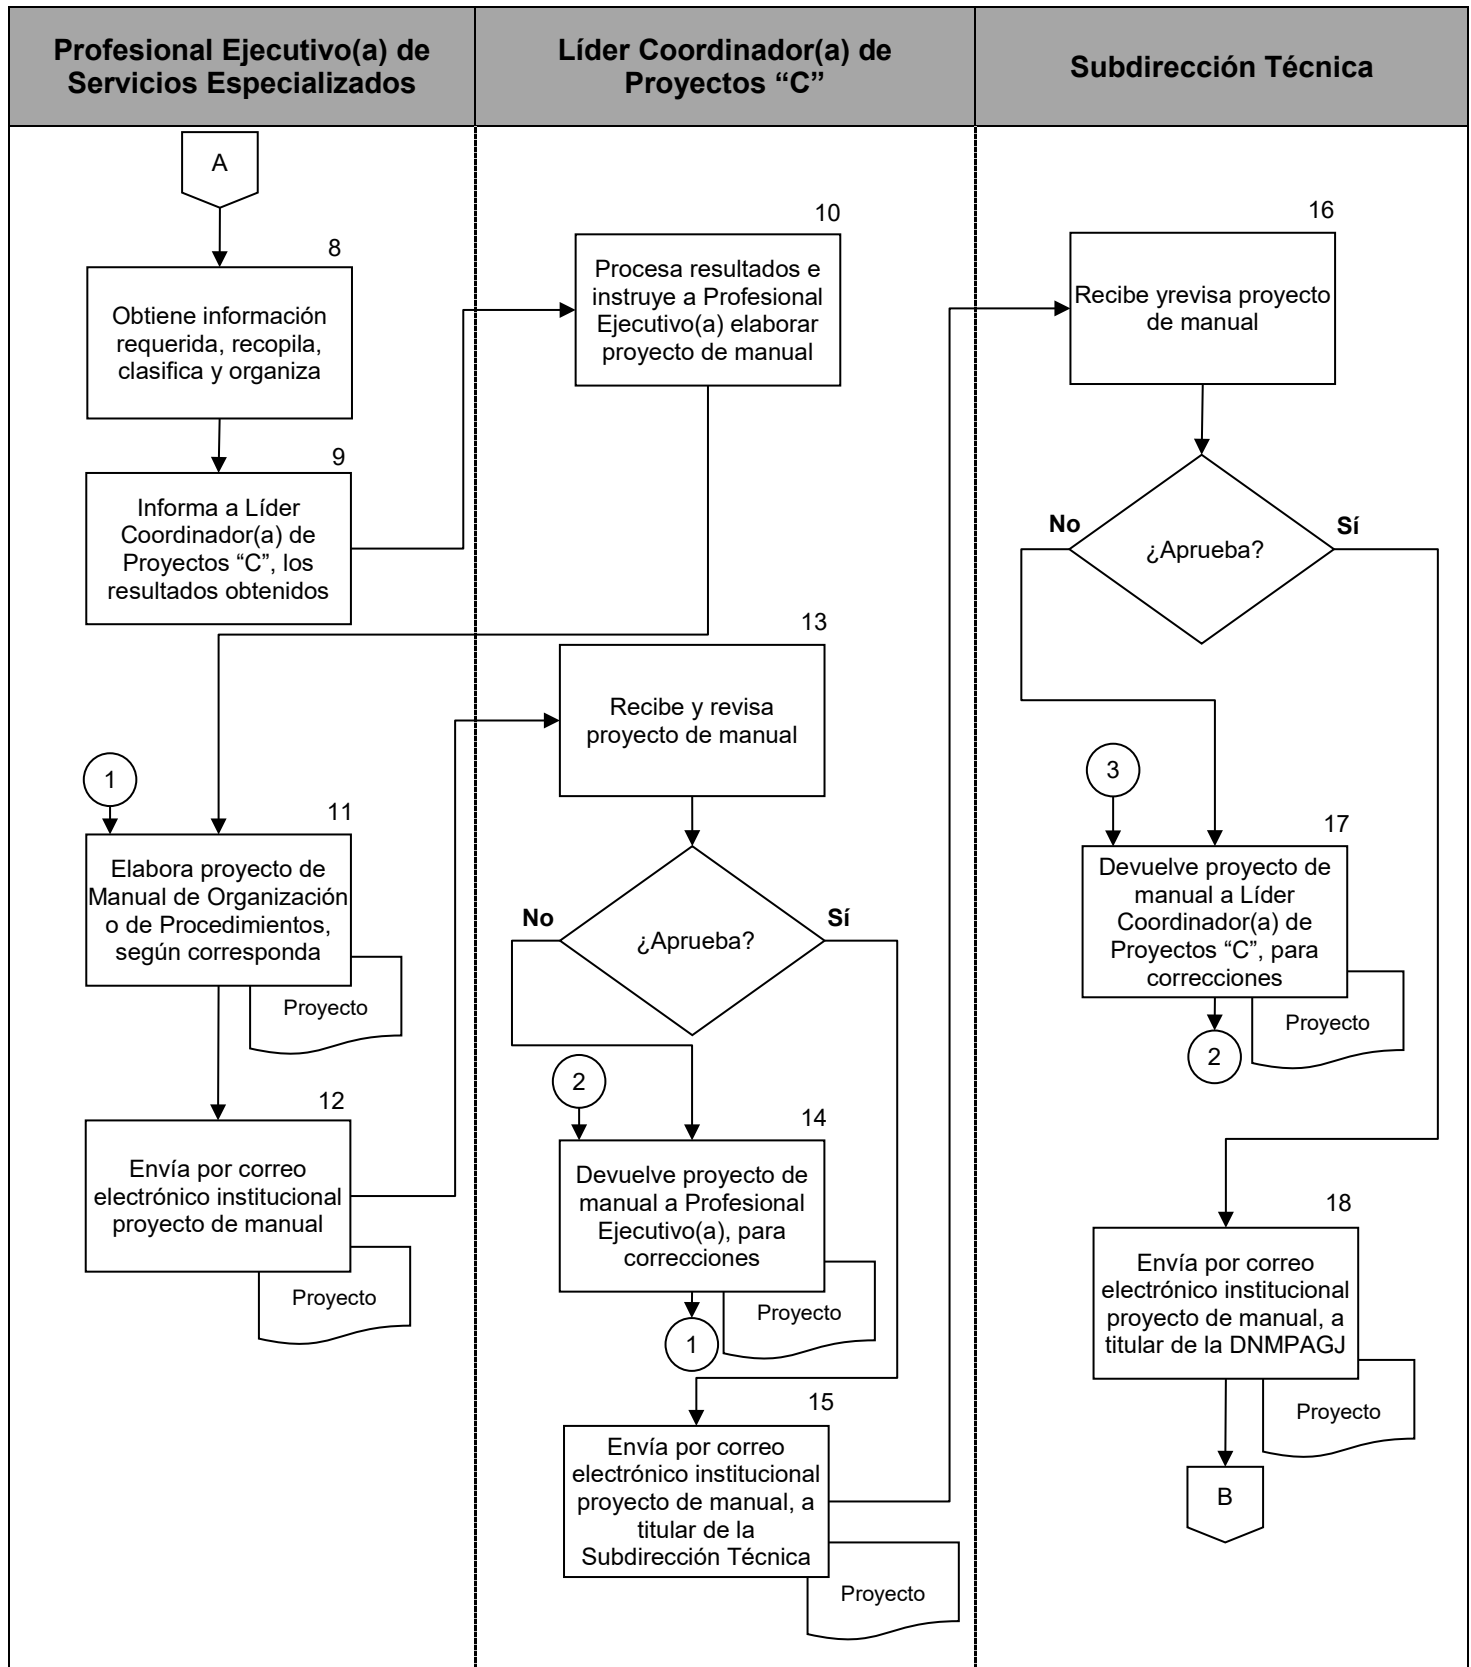 Profesional Ejecutivo(a) de
Servicios Especializados
Líder Coordinador(a) de
Proyectos “C”
Subdirección Técnica
A
8
Obtiene información
requerida, recopila,
clasifica y organiza
9
Informa a Líder
Coordinador(a) de
Proyectos “C”, los
resultados obtenidos
1
11
Elabora proyecto de
Manual de Organización
o de Procedimientos,
según corresponda
Proyecto
12
Envía por correo
electrónico institucional
proyecto de manual
Proyecto
10
Procesa resultados e
instruye a Profesional
Ejecutivo(a) elaborar
proyecto de manual
13
Recibe y revisa
proyecto de manual
No
Sí
¿Aprueba?
2
14
Devuelve proyecto de
manual a Profesional
Ejecutivo(a), para
correcciones
Proyecto
1
15
Envía por correo
electrónico institucional
proyecto de manual, a
titular de la
Subdirección Técnica
Proyecto
16
Recibe yrevisa proyecto
de manual
No
Sí
¿Aprueba?
3
17
Devuelve proyecto de
manual a Líder
Coordinador(a) de
Proyectos “C”, para
correcciones
Proyecto
2
18
Envía por correo
electrónico institucional
proyecto de manual, a
titular de la DNMPAGJ
Proyecto
B